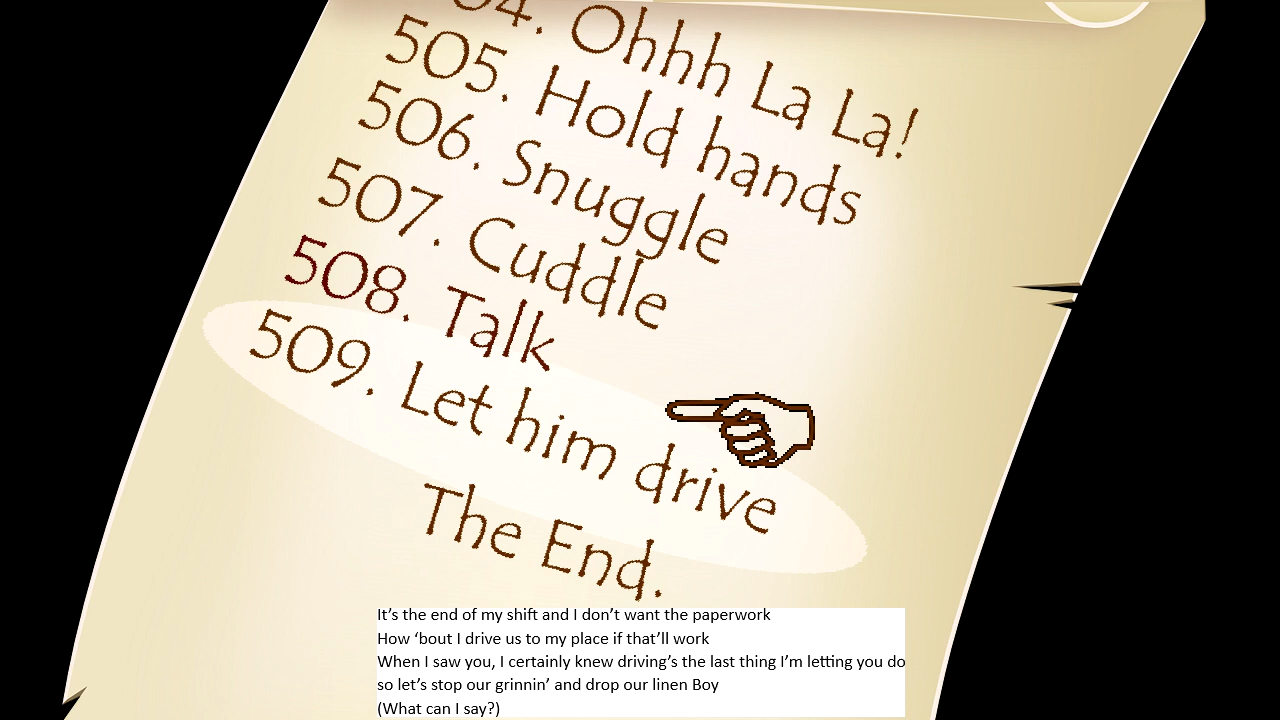 04. Ohhh La La!
505. Hold hands
506. Snuggle
507. Cuddle
508. Talk
509. Let him drive
The End.
It’s the end of my shift and I don’t want the paperwork
How ‘bout I drive us to my place if that’ll work
When I saw you, I certainly knew driving’s the last thing I’m letting you do
so let’s stop our grinnin’ and drop our linen Boy
(What can I say?)